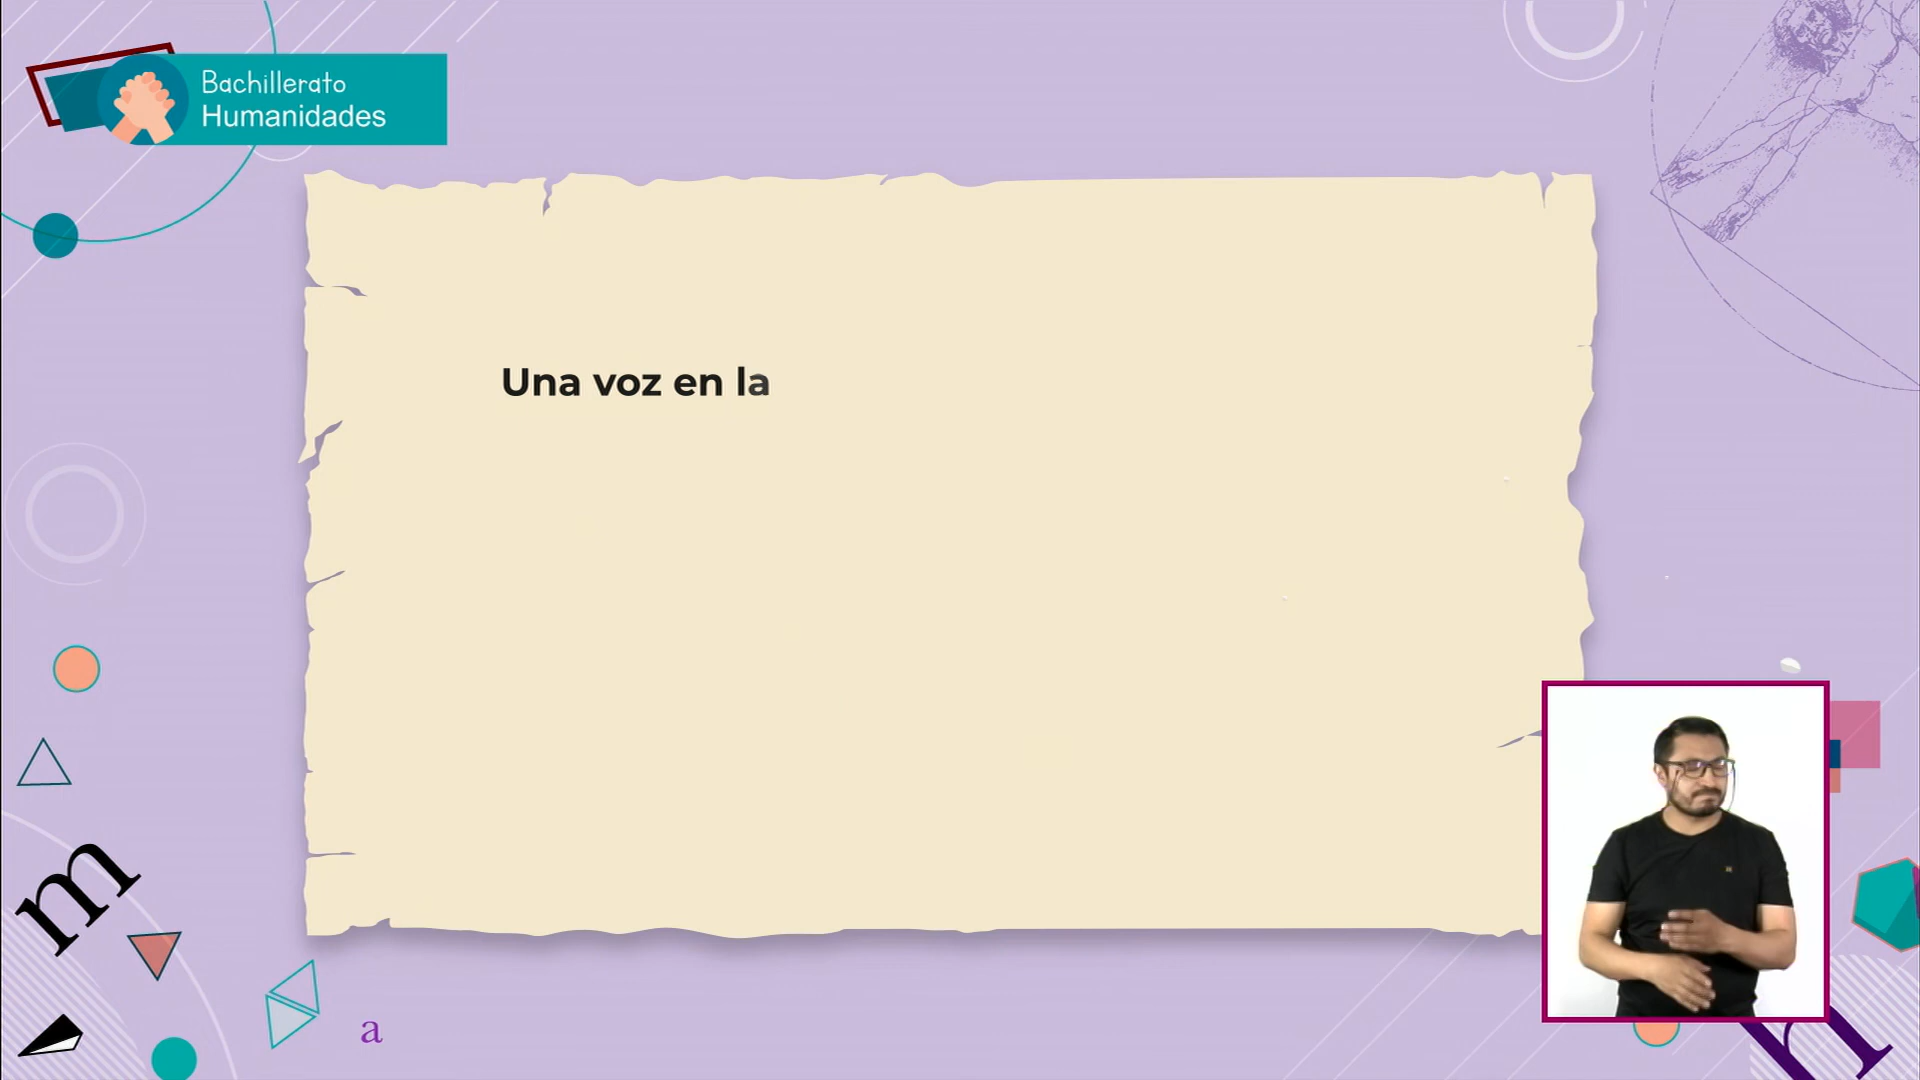 Bachillerato
Humanidades
Una voz en la
m
a
h